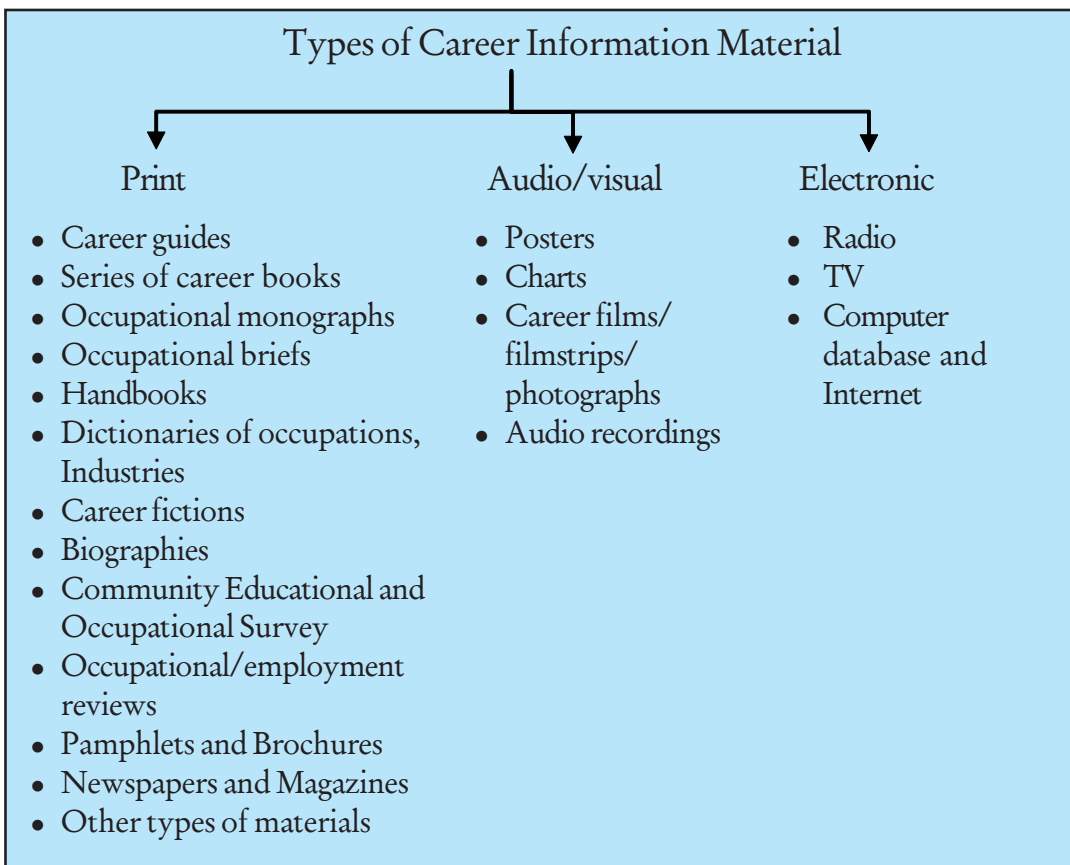 Types of Career Information Material
Print
• Career guides
• Series of career books
• Occupational monographs
• Occupational briefs
• Handbooks
• Dictionaries of occupations,
Industries
• Career fictions
• Biographies
• Community Educational and
Occupational Survey
• Occupational/employment
reviews
• Pamphlets and Brochures
• Newspapers and Magazines
• Other types of materials
Audio/visual
• Posters
• Charts
• Career films/
filmstrips/
photographs
• Audio recordings
Electronic
• Radio
• TV
• Computer
database and
Internet